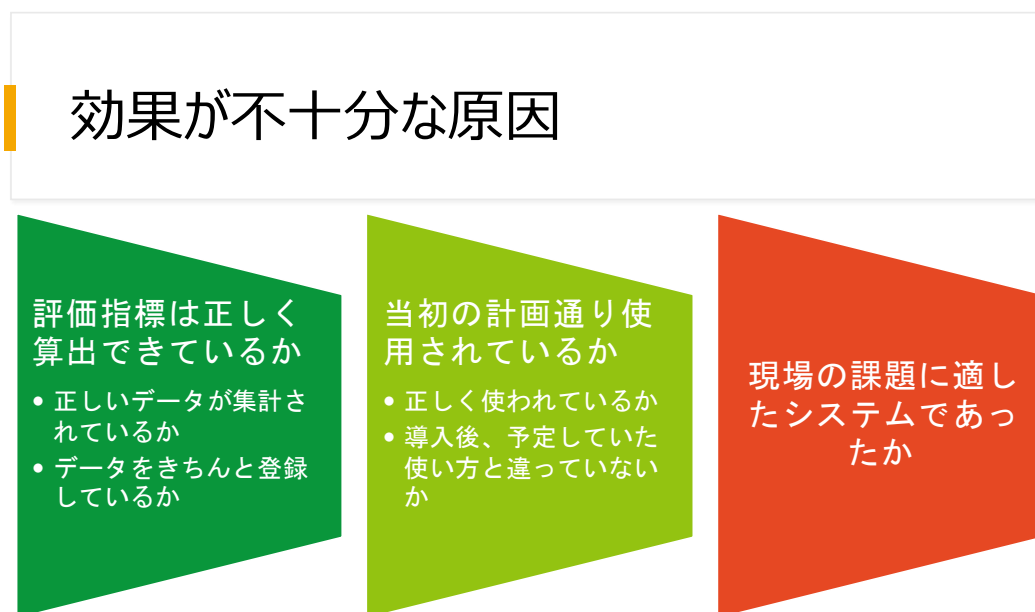 効果が不十分な原因
評価指標は正しく
算出できているか
• 正しいデータが集計さ
れているか
• データをきちんと登録
しているか
当初の計画通り使
用されているか
• 正しく使われているか
• 導入後、予定していた
使い方と違っていない
か
現場の課題に適し
たシステムであっ
たか